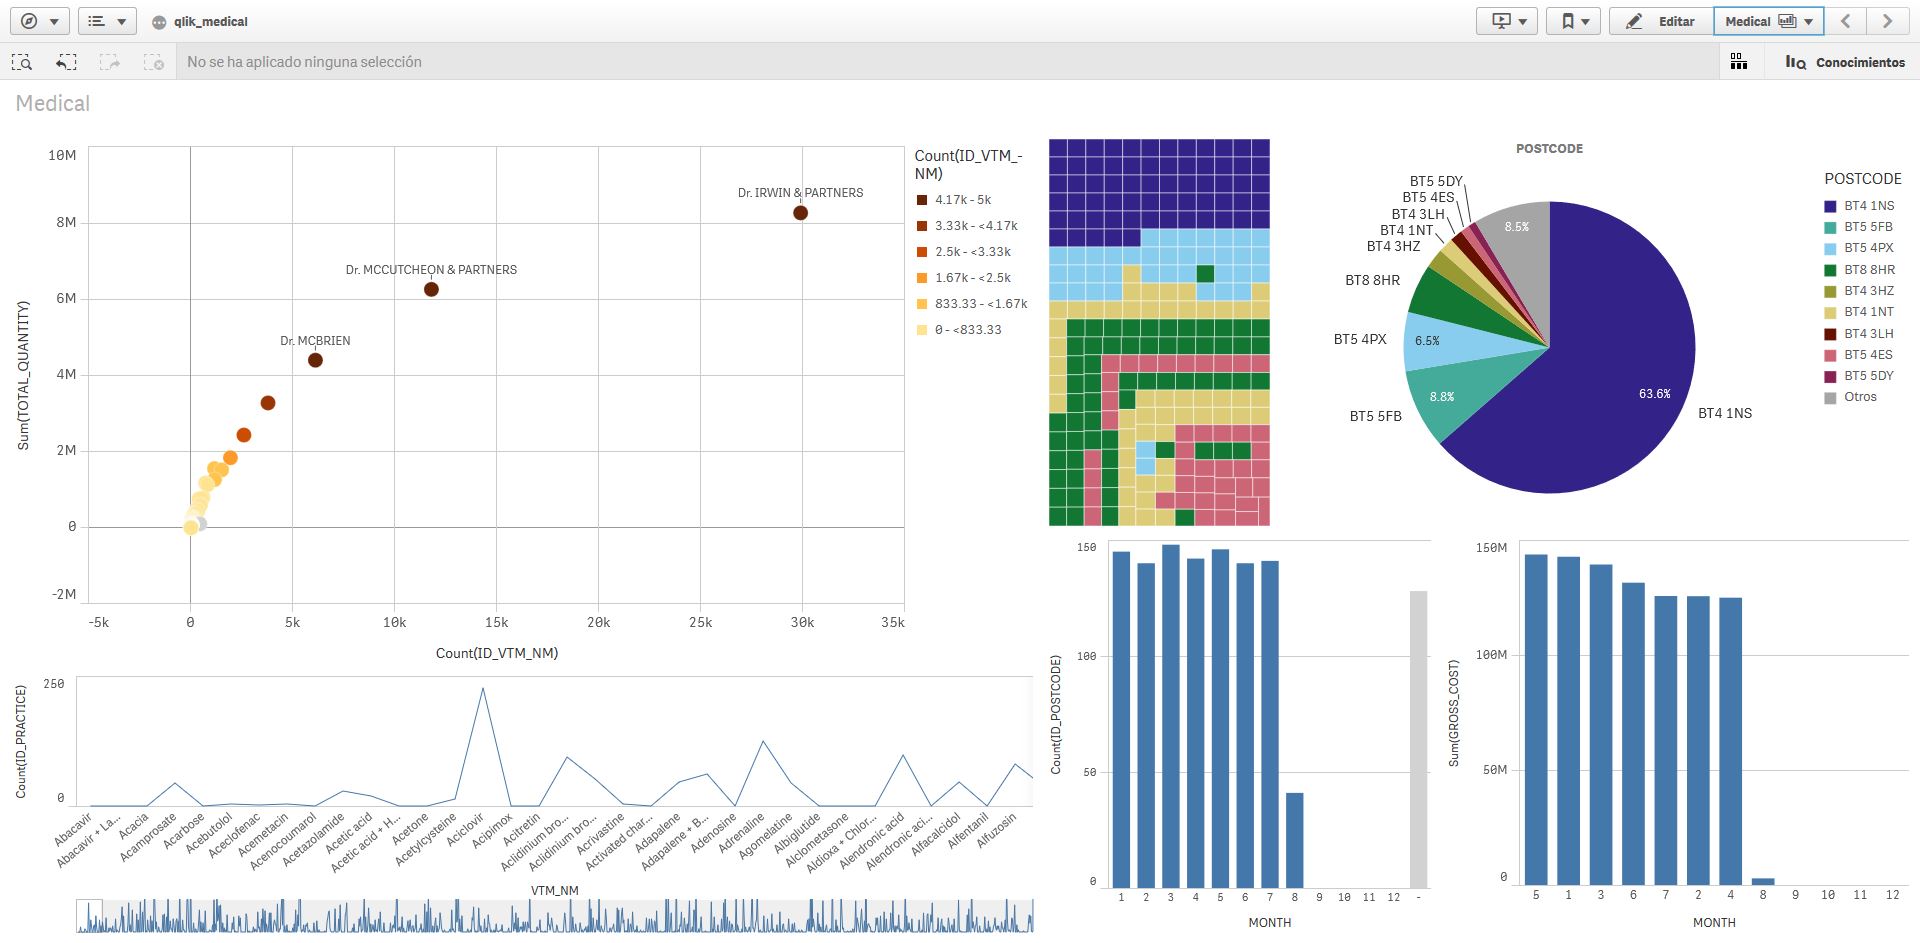 qlik_medical
Editar
Medical
No se ha aplicado ninguna selección
Conocimientos
Medical
10M
8M
6M
4M
2M
0
-2M
Sum(TOTAL_QUANTITY)
Dr. IRWIN & PARTNERS
Dr. MCCUTCHEON & PARTNERS
Dr. MCBRIEN
-5k 0 5k 10k 15k 20k 25k 30k 35k
Count(ID_VTM_NM)
Count(ID_VTM_-
NM)
4.17k - 5k
3.33k - <4.17k
2.5k - <3.33k
1.67k - <2.5k
833.33 - <1.67k
0 - <833.33
POSTCODE
BT5 5DY
BT5 4ES
BT4 3LH
BT4 1NT
BT4 3HZ
BT8 8HR
BT5 4PX
BT5 5FB
BT4 1NS
8.5%
6.5%
8.8%
63.6%
POSTCODE
BT4 1NS
BT5 5FB
BT5 4PX
BT8 8HR
BT4 3HZ
BT4 1NT
BT4 3LH
BT5 4ES
BT5 5DY
Otros
250
0
Count(ID_PRACTICE)
Abacavir
Abacavir + La...
Acacia
Acamprosate
Acarbose
Acebutolol
Aceclofenac
Acemetacin
Acenocoumarol
Acetazolamide
Acetic acid
Acetic acid + H...
Acetone
Acetylcysteine
Aciclovir
Acipimox
Acitretin
Aclidinium bro...
Aclidinium bro...
Acrivastine
Activated char...
Adapalene
Adapalene + B...
Adenosine
Adrenaline
Agomelatine
Albiglutide
Alclometasone
Aldioxa + Chlor...
Alendronic acid
Alendronic aci...
Alfacalcidol
Alfentanil
Alfuzosin
VTM_NM
150
100
50
0
Count(ID_POSTCODE)
1 2 3 4 5 6 7 8 9 10 11 12 -
MONTH
150M
100M
50M
0
Sum(GROSS_COST)
5 1 3 6 7 2 4 8 9 10 11 12
MONTH